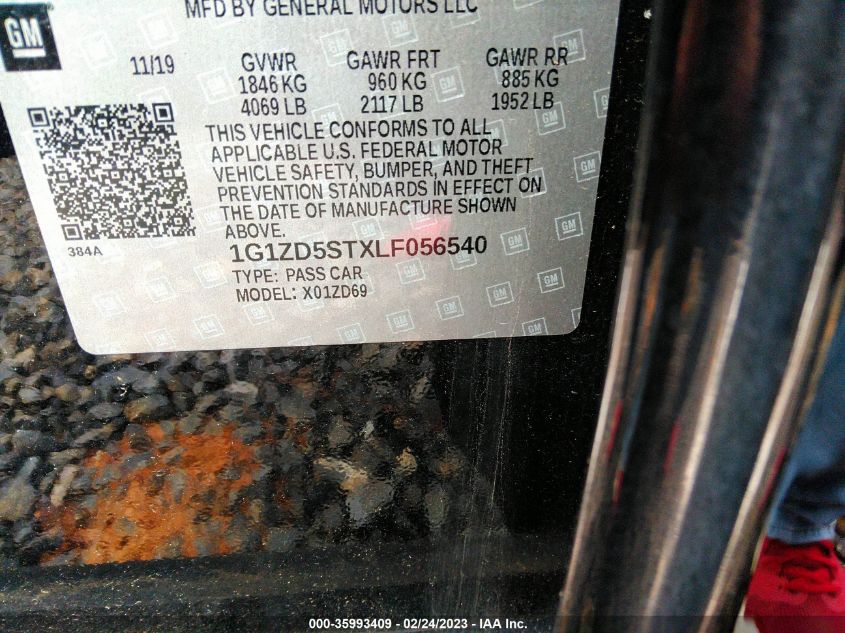 MFD BY GENERAL MOTORS LLC
GM
11/19 GVWR GAWR FRT GAWR RR
1846 KG 960 KG 885 KG
4069 LB 2117 LB 1952 LB
THIS VEHICLE CONFORMS TO ALL
APPLICABLE U.S. FEDERAL MOTOR
VEHICLE SAFETY, BUMPER, AND THEFT
PREVENTION STANDARDS IN EFFECT ON
THE DATE OF MANUFACTURE SHOWN
ABOVE.
384A
1G1ZD5STXLF056540
TYPE: PASS CAR
MODEL: X01ZD69
000-35993409 - 02/24/2023 - IAA Inc.